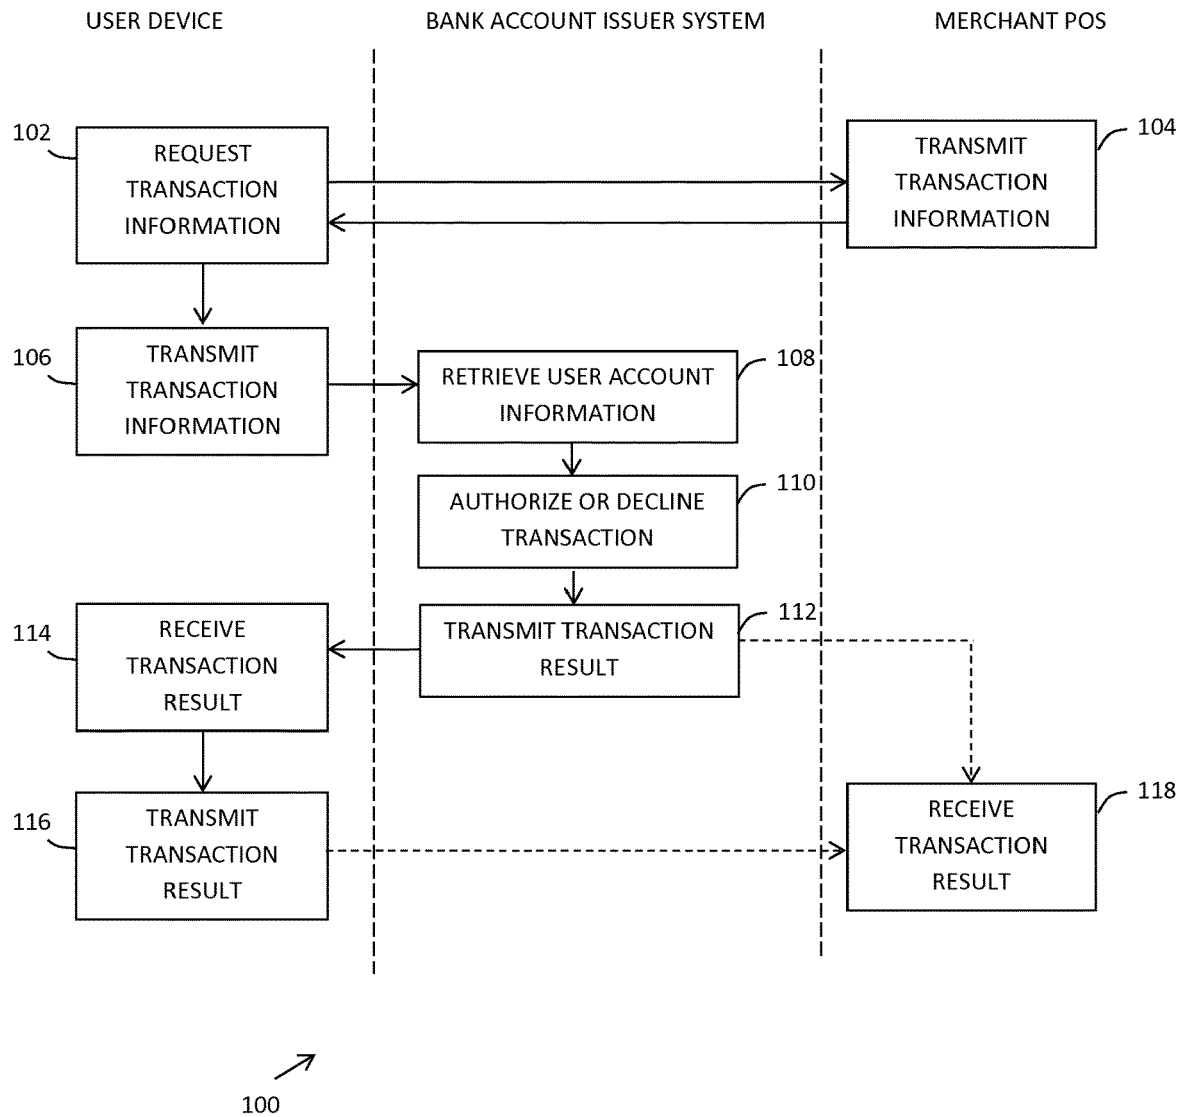 USER DEVICE
BANK ACCOUNT ISSUER SYSTEM
MERCHANT POS
102
REQUEST
TRANSACTION
INFORMATION
104
TRANSMIT
TRANSACTION
INFORMATION
106
TRANSMIT
TRANSACTION
INFORMATION
108
RETRIEVE USER ACCOUNT
INFORMATION
110
AUTHORIZE OR DECLINE
TRANSACTION
112
TRANSMIT TRANSACTION
RESULT
114
RECEIVE
TRANSACTION
RESULT
116
TRANSMIT
TRANSACTION
RESULT
118
RECEIVE
TRANSACTION
RESULT
100